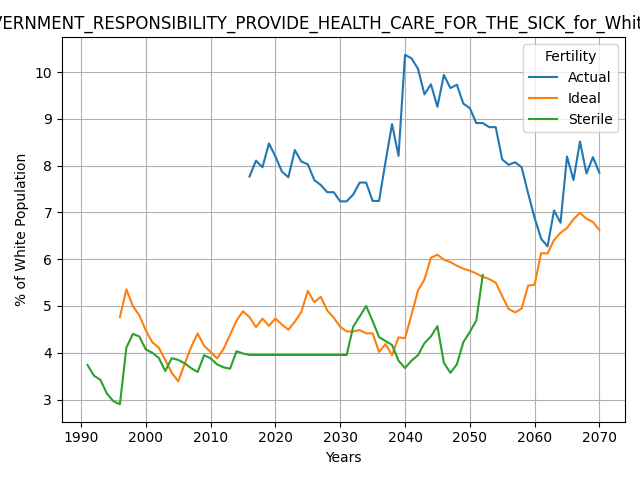 VERNMENT_RESPONSIBILITY_PROVIDE_HEALTH_CARE_FOR_THE_SICK_for_Whit
Fertility
Actual
Ideal
Sterile
10
9
8
7
6
5
4
3
% of White Population
1990 2000 2010 2020 2030 2040 2050 2060 2070
Years